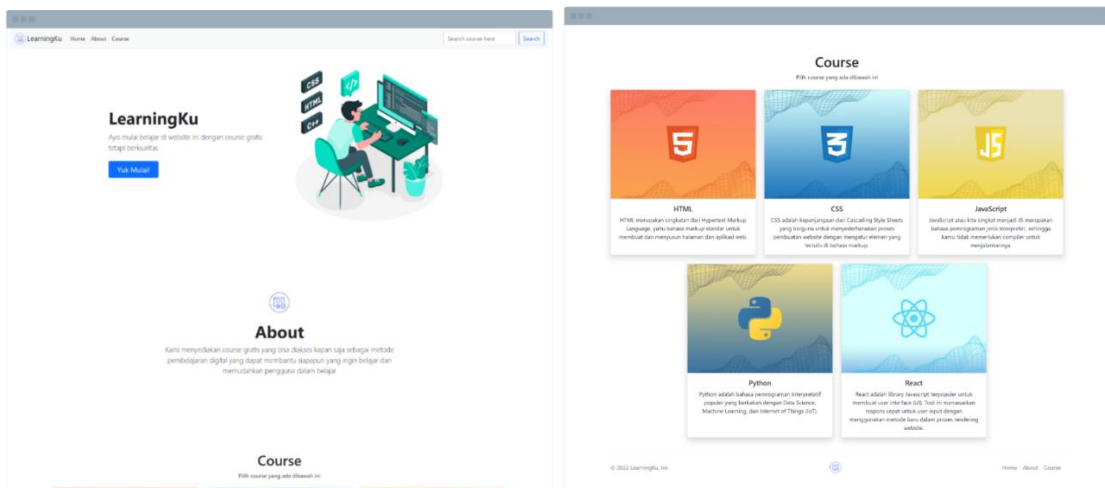 LearningKu Home About Course Search course here Search
CSS
HTML
C++
LearningKu
Ayo mulai belajar di website ini dengan course gratis
tetapi berkualitas
Yuk Mulai!
About
Kami menyediakan course gratis yang bisa diakses kapan saja sebagai metode
pembelajaran digital yang dapat membantu siapapun yang ingin belajar dan
memudahkan pengguna dalam belajar
Course
Pilih course yang ada dibawah ini
Course
Pilih course yang ada dibawah ini
5
3
JS
HTML
HTML merupakan singkatan dari Hypertext Markup
Language, yaitu bahasa markup standar untuk
membuat dan menyusun halaman dan aplikasi web.
CSS
CSS adalah kepanjangaan dari Cascading Style Sheets
yang berguna untuk menyederhanakan proses
pembuatan website dengan mengatur elemen yang
tertulis di bahasa markup.
JavaScript
JavaScript atau kita singkat menjadi JS merupakan
bahasa pemrograman jenis interpreter, sehingga
kamu tidak memerlukan compiler untuk
menjalankannya.
Python
Python adalah bahasa pemrograman interpretatif
populer yang berkaitan dengan Data Science,
Machine Learning, dan Internet of Things (IoT).
React
React adalah library Javascript terpopuler untuk
membuat user interface (UI). Tool ini menawarkan
respons cepat untuk user input dengan
menggunakan metode baru dalam proses rendering
website.
© 2022 LearningKu, Inc Home About Course